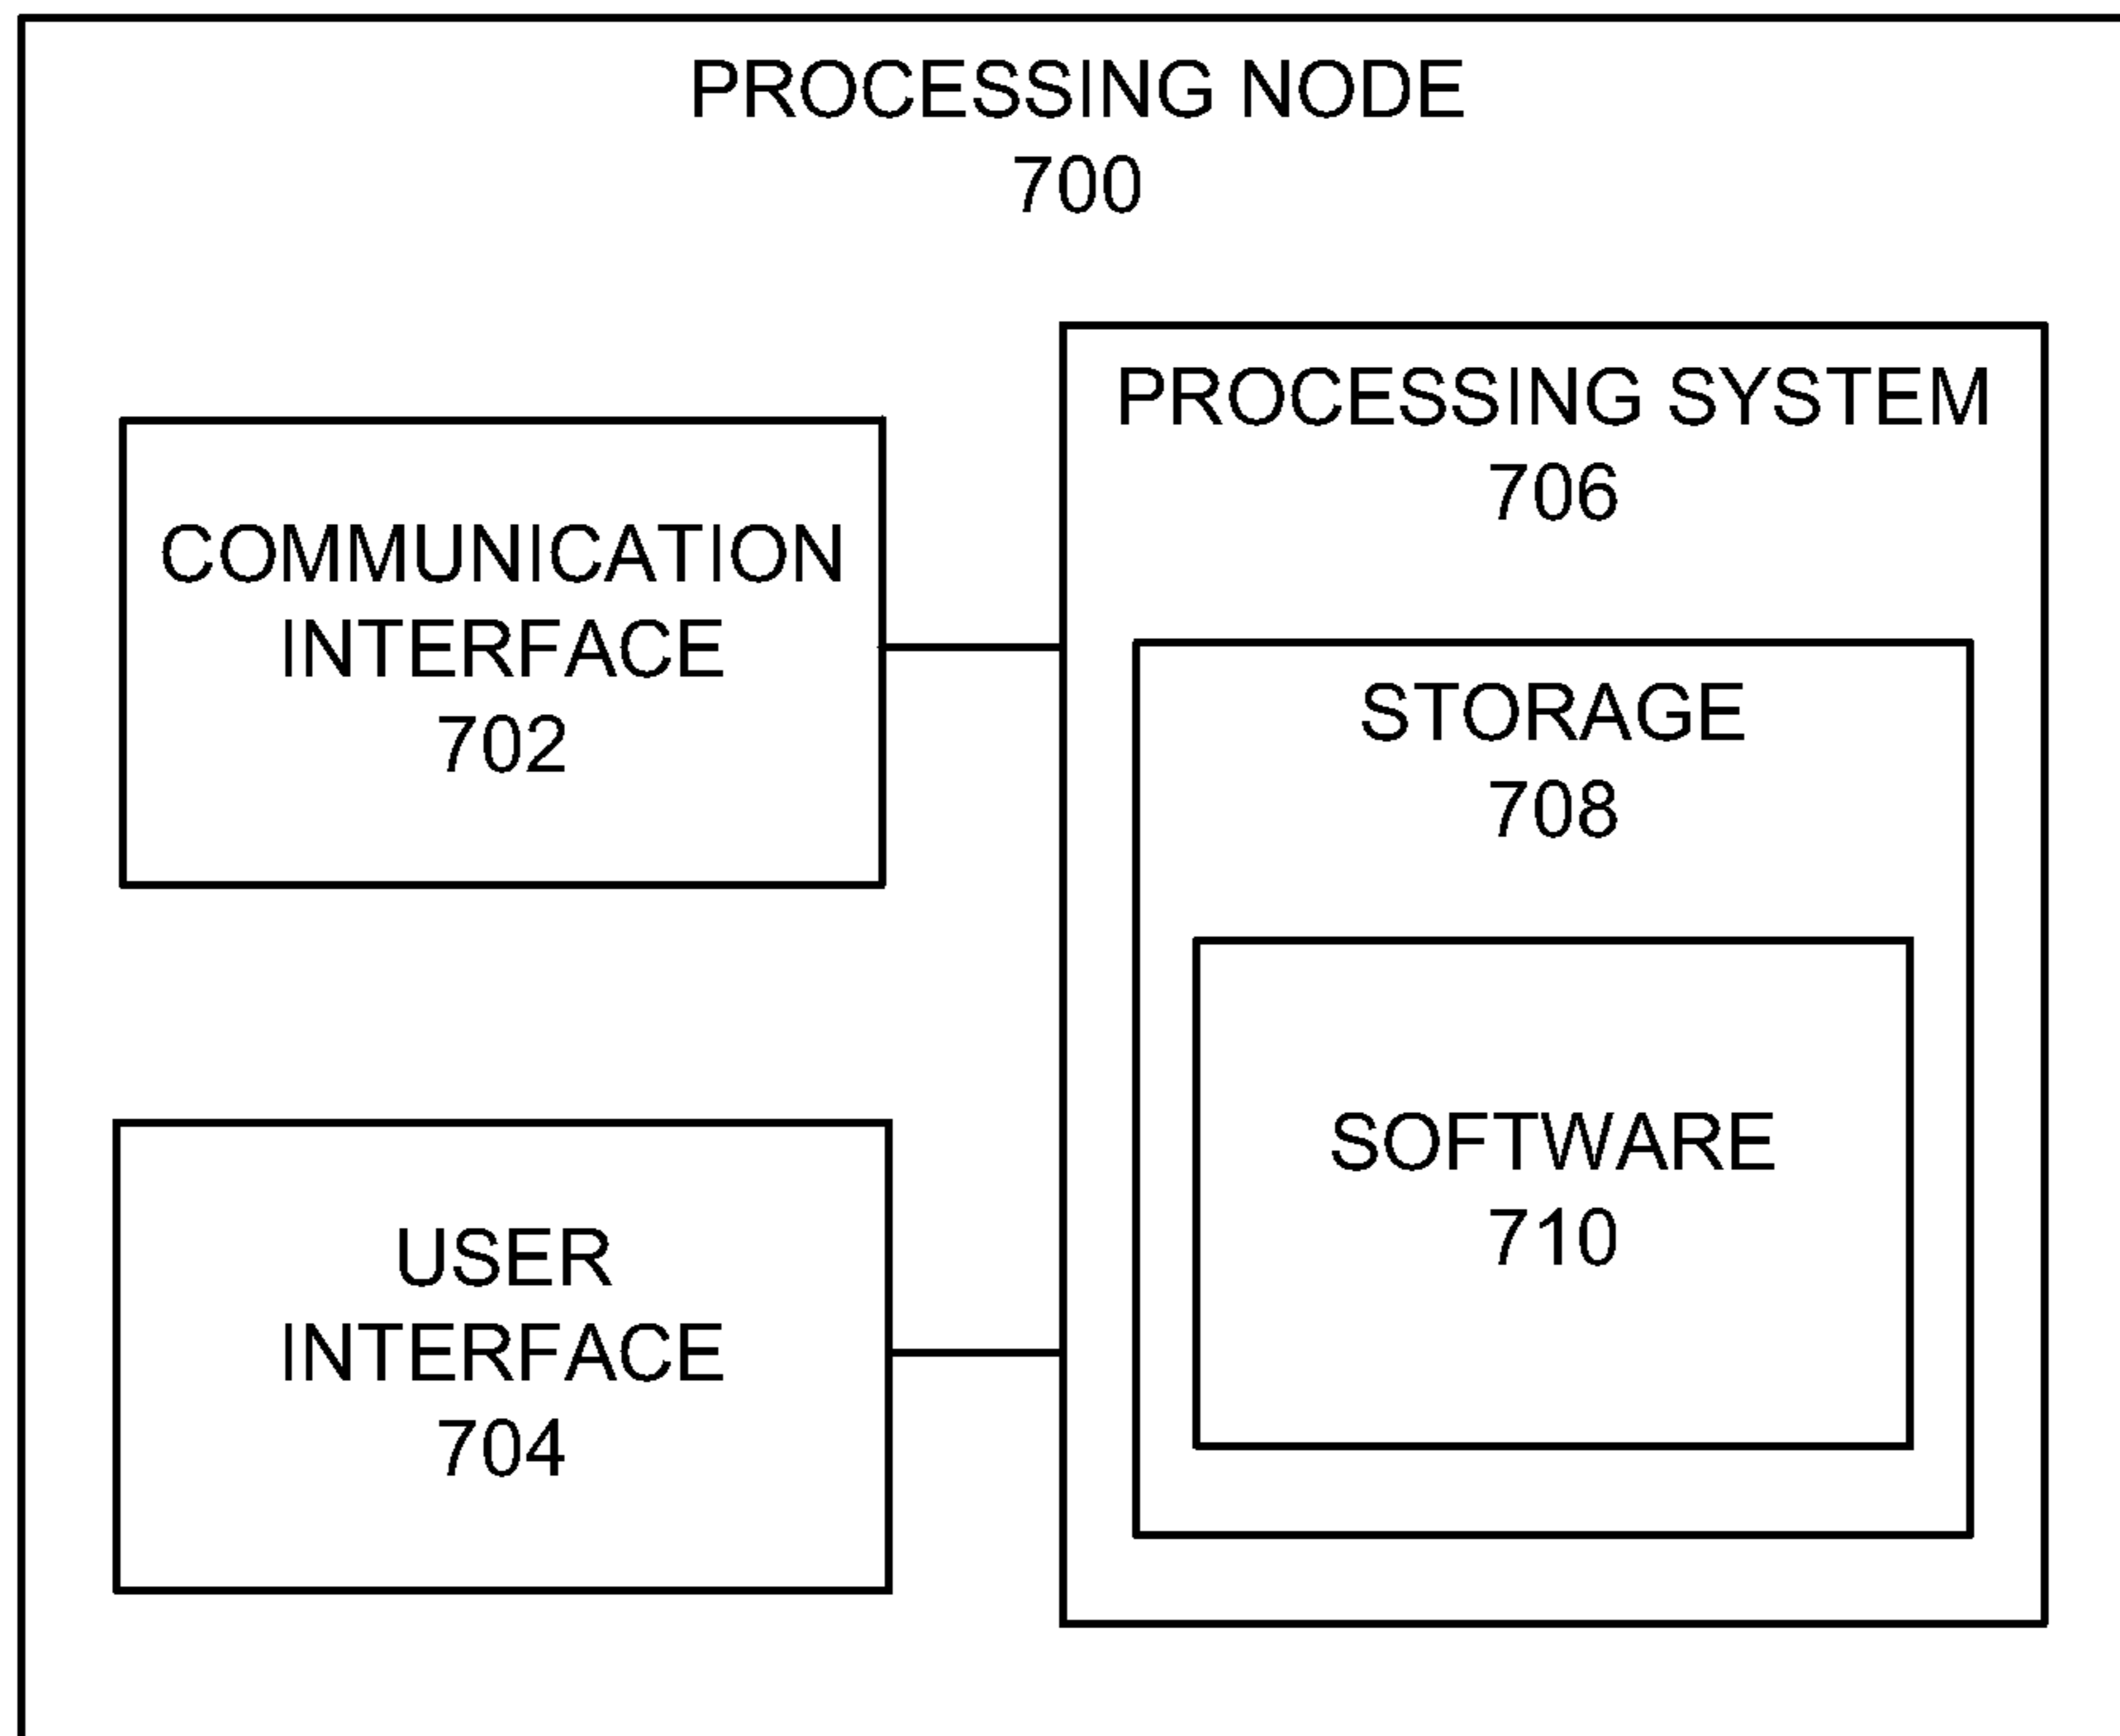 PROCESSING NODE
700
PROCESSING SYSTEM
706
COMMUNICATION
INTERFACE
702
STORAGE
708
SOFTWARE
710
USER
INTERFACE
704